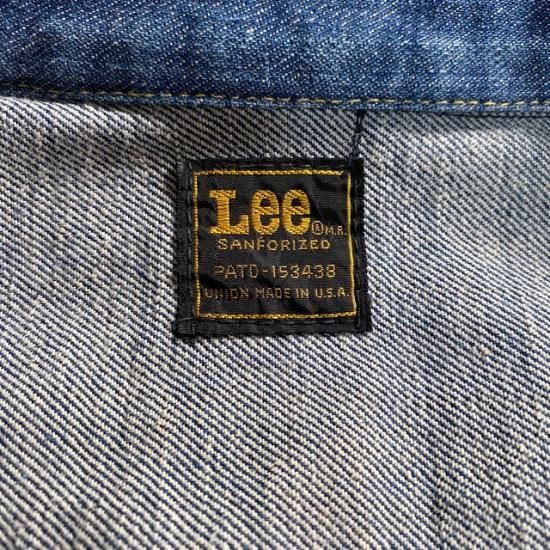 Lee ® M.R.
SANFORIZED
PATD-153438
UNION MADE IN U.S.A.